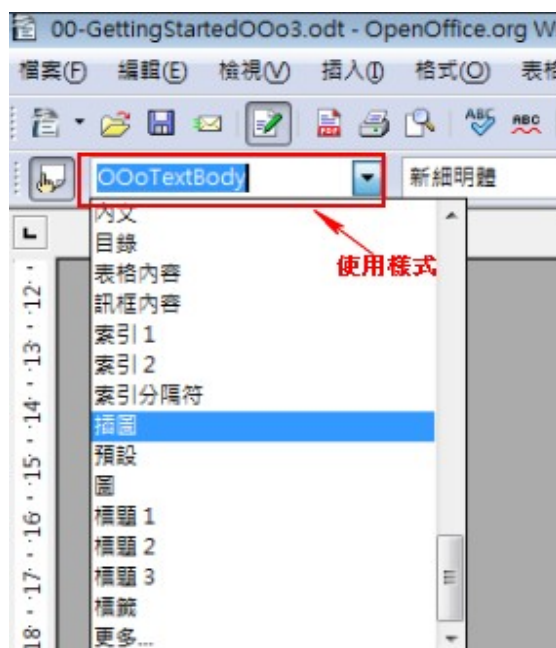 00-GettingStartedOOo3.odt - OpenOffice.org W
檔案(F) 編輯(E) 檢視(V) 插入(I) 格式(O) 表格
ABC ABC
OOoTextBody 新細明體
內文
目錄
使用樣式
表格內容
訊框內容
索引 1
索引 2
索引分隔符
插圖
預設
圖
標題 1
標題 2
標題 3
標籤
更多...
12
13
14
15
16
17
18